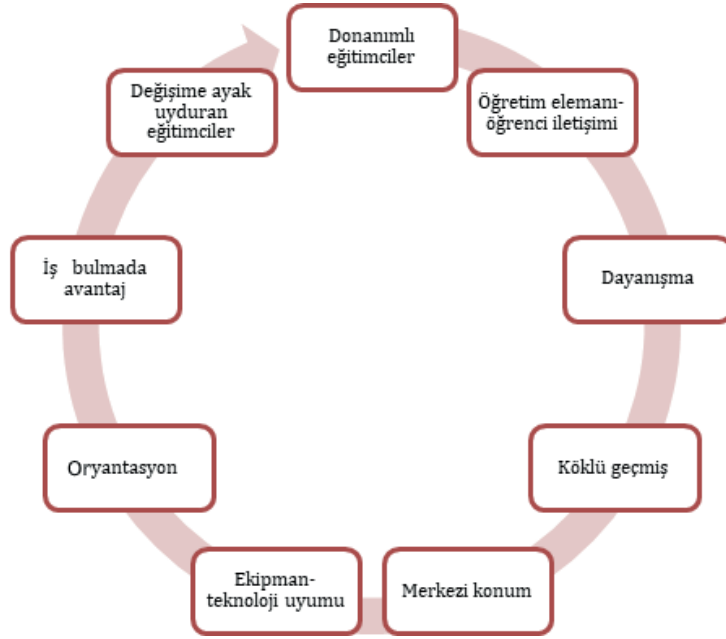 Donanımlı
eğitimciler
Öğretim elemanı-
öğrenci iletişimi
Dayanışma
Köklü geçmiş
Merkezi konum
Ekipman-
teknoloji uyumu
Oryantasyon
İş bulmada
avantaj
Değişime ayak
uyduran
eğitimciler